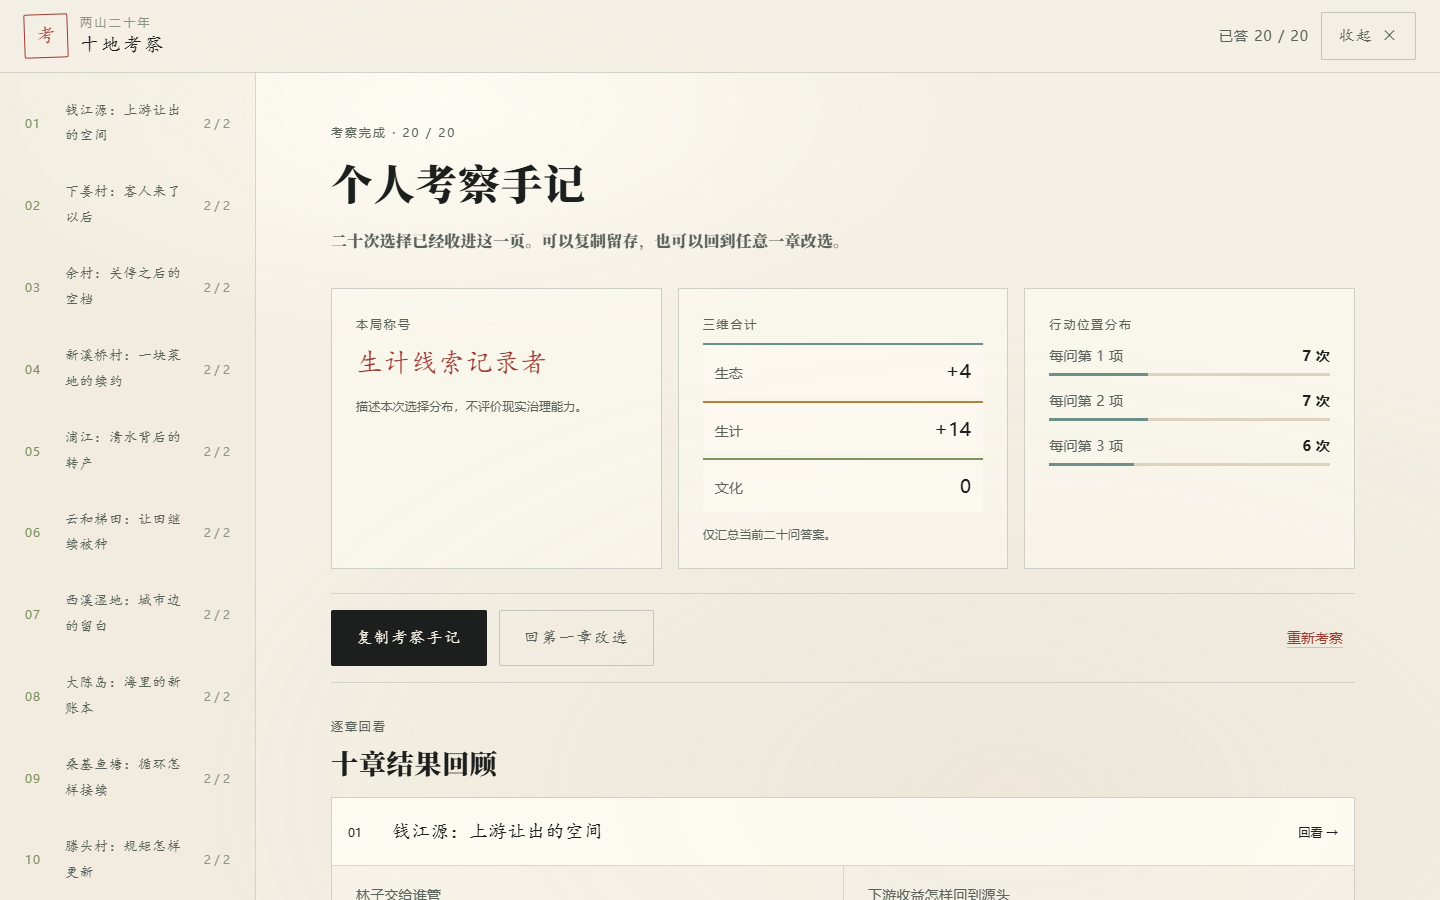 考
两山二十年
十地考察
已答 20 / 20
收起 ×
01
钱江源：上游让出
的空间
2/2
02
下姜村：客人来了
以后
2/2
03
余村：关停之后的
空档
2/2
04
新溪桥村：一块菜
地的续约
2/2
05
浦江：清水背后的
转产
2/2
06
云和梯田：让田继
续被种
2/2
07
西溪湿地：城市边
的留白
2/2
08
大陈岛：海里的新
账本
2/2
09
桑基鱼塘：循环怎
样接续
2/2
10
滕头村：规矩怎样
更新
2/2
考察完成 · 20 / 20
个人考察手记
二十次选择已经收进这一页。可以复制留存，也可以回到任意一章改选。
本局称号
生计线索记录者
描述本次选择分布，不评价现实治理能力。
三维合计
生态 +4
生计 +14
文化 0
仅汇总当前二十问答案。
行动位置分布
每问第 1 项 7 次
每问第 2 项 7 次
每问第 3 项 6 次
复制考察手记
回第一章改选
重新考察
逐章回看
十章结果回顾
01 钱江源：上游让出的空间 回看 →
林子交给谁管
下游收益怎样回到源头